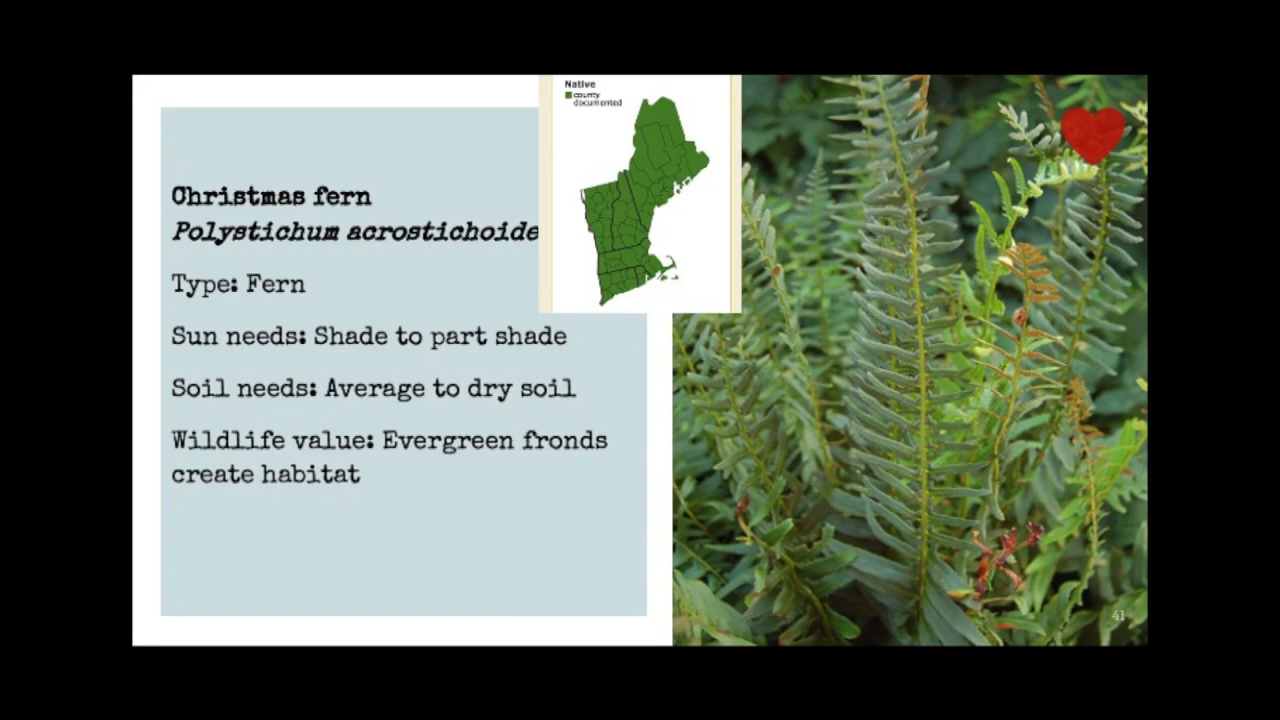 Native
county
documented
Christmas fern
Polystichum acrostichoide
Type: Fern
Sun needs: Shade to part shade
Soil needs: Average to dry soil
Wildlife value: Evergreen fronds
create habitat
41